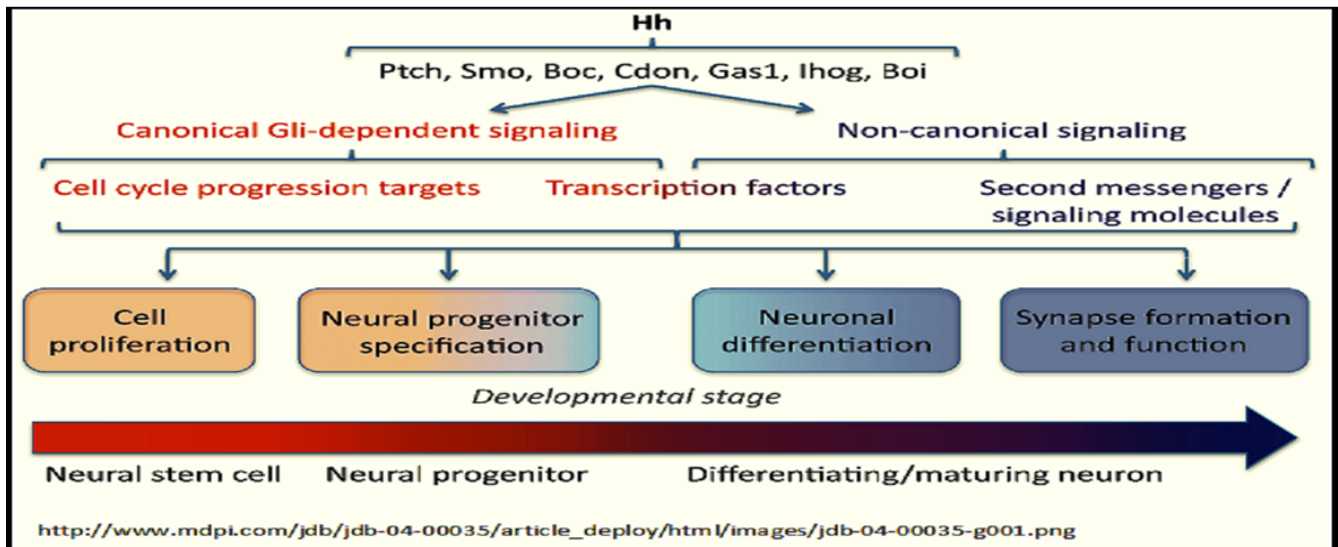 Hh
Ptch, Smo, Boc, Cdon, Gas1, Ihog, Boi
Canonical Gli-dependent signaling
Non-canonical signaling
Cell cycle progression targets
Transcription factors
Second messengers /
signaling molecules
Cell
proliferation
Neural progenitor
specification
Neuronal
differentiation
Synapse formation
and function
Developmental stage
Neural stem cell
Neural progenitor
Differentiating/maturing neuron
http://www.mdpi.com/jdb/jdb-04-00035/article_deploy/html/images/jdb-04-00035-g001.png